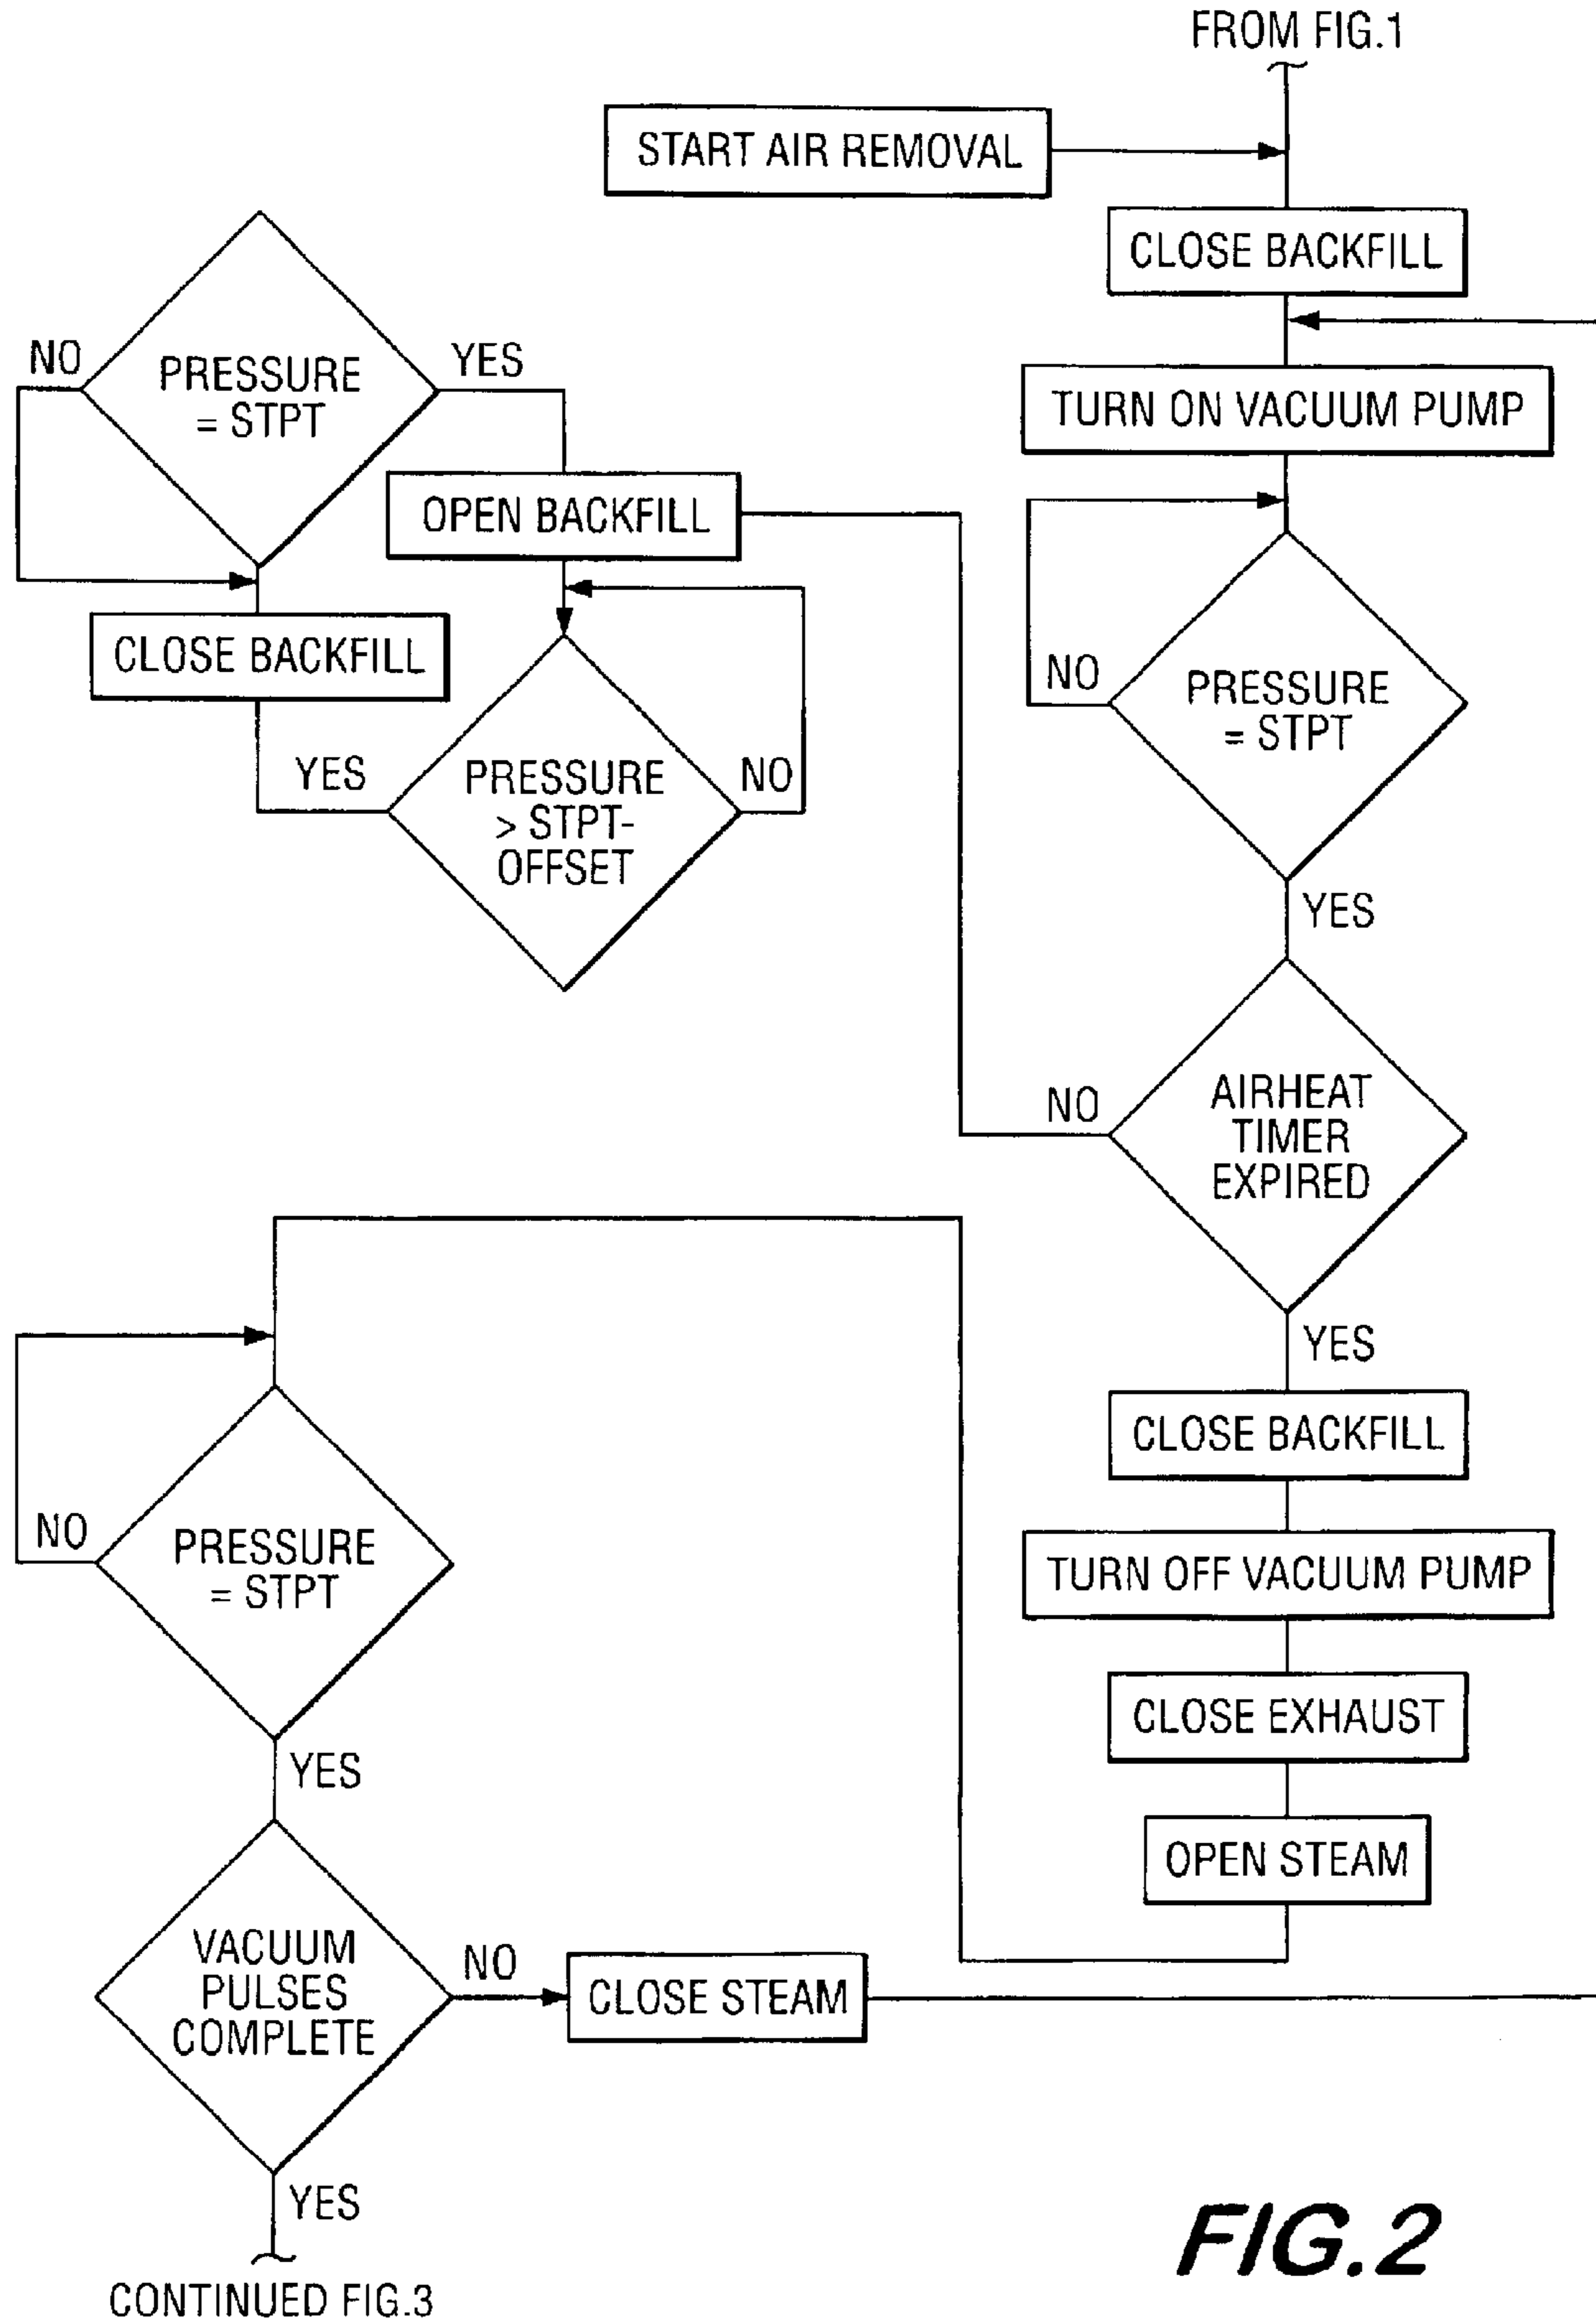 FROM FIG.1
START AIR REMOVAL
CLOSE BACKFILL
TURN ON VACUUM PUMP
NO
PRESSURE
= STPT
YES
OPEN BACKFILL
CLOSE BACKFILL
YES
PRESSURE
> STPT-
OFFSET
NO
NO
PRESSURE
= STPT
YES
NO
AIRHEAT
TIMER
EXPIRED
YES
CLOSE BACKFILL
TURN OFF VACUUM PUMP
CLOSE EXHAUST
OPEN STEAM
NO
PRESSURE
= STPT
YES
VACUUM
PULSES
COMPLETE
NO
CLOSE STEAM
YES
CONTINUED FIG.3
FIG.2